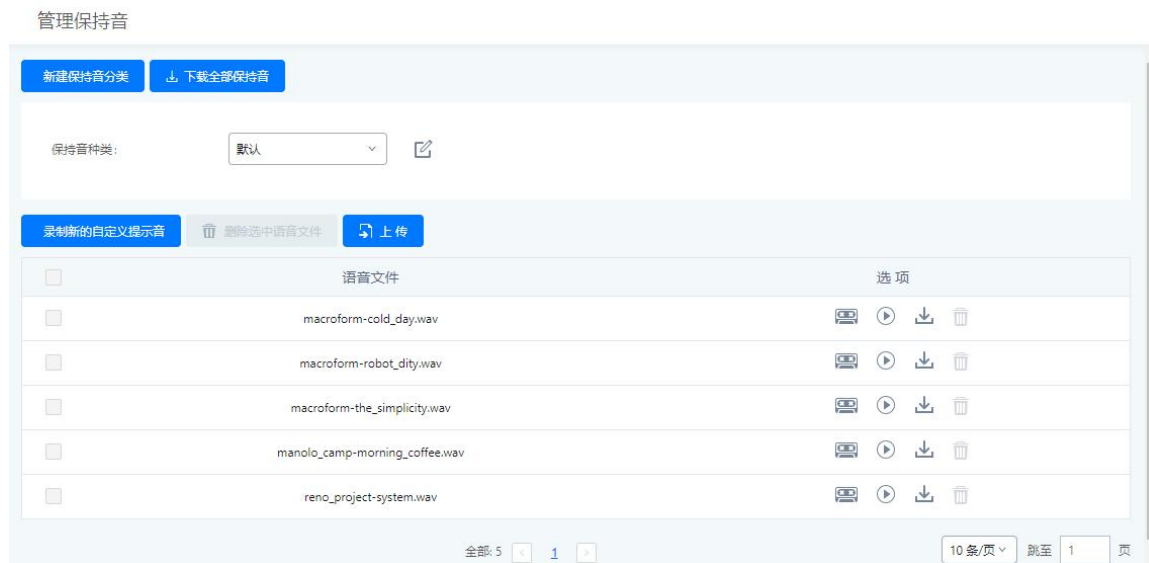 管理保持音
新建保持音分类 下载全部保持音
保持音种类: 默认
录制新的自定义提示音 删除选中语音文件 上传
语音文件 选项
macroform-cold_day.wav
macroform-robot_dity.wav
macroform-the_simplicity.wav
manolo_camp-morning_coffee.wav
reno_project-system.wav
全部: 5 < 1 > 10 条/页 跳至 1 页